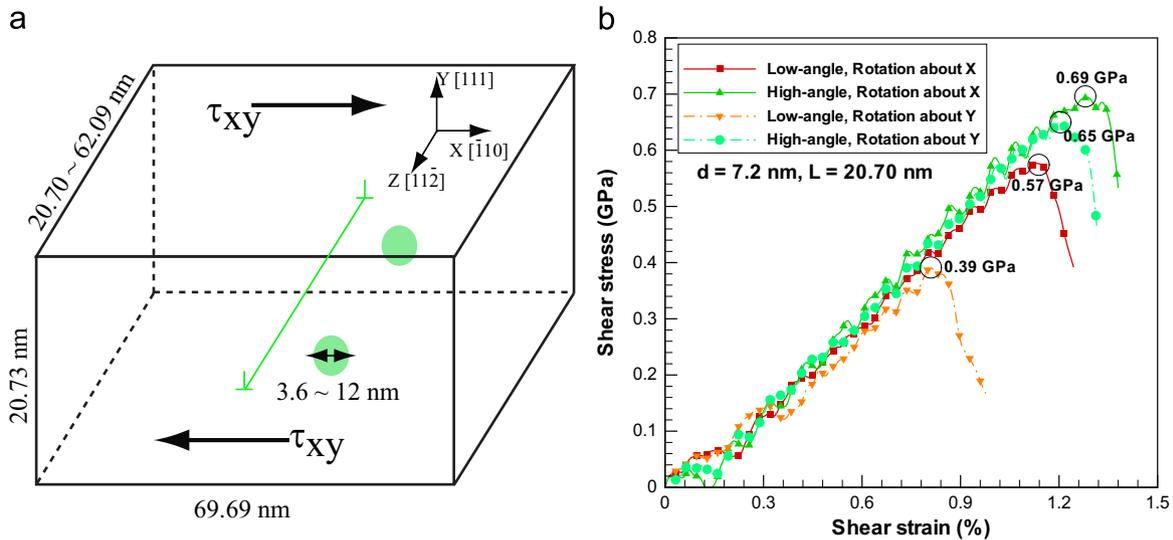 a
20.70 ~ 62.09 nm
τxy
Y [111]
X [1̄10]
Z [112̄]
3.6 ~ 12 nm
τxy
20.73 nm
69.69 nm
b
0.8
0.7
0.6
0.5
0.4
0.3
0.2
0.1
0
Shear stress (GPa)
Low-angle, Rotation about X
High-angle, Rotation about X
Low-angle, Rotation about Y
High-angle, Rotation about Y
d = 7.2 nm, L = 20.70 nm
0.69 GPa
0.65 GPa
0.57 GPa
0.39 GPa
0.3
0.6
0.9
1.2
1.5
Shear strain (%)